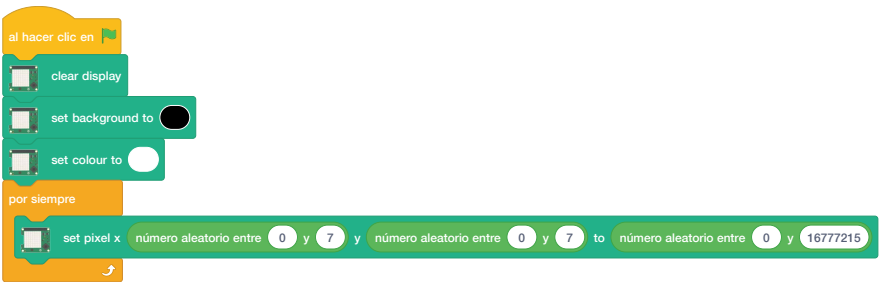 al hacer clic en
clear display
set background to
set colour to
por siempre
set pixel x número aleatorio entre 0 y 7 y número aleatorio entre 0 y 7 to número aleatorio entre 0 y 16777215